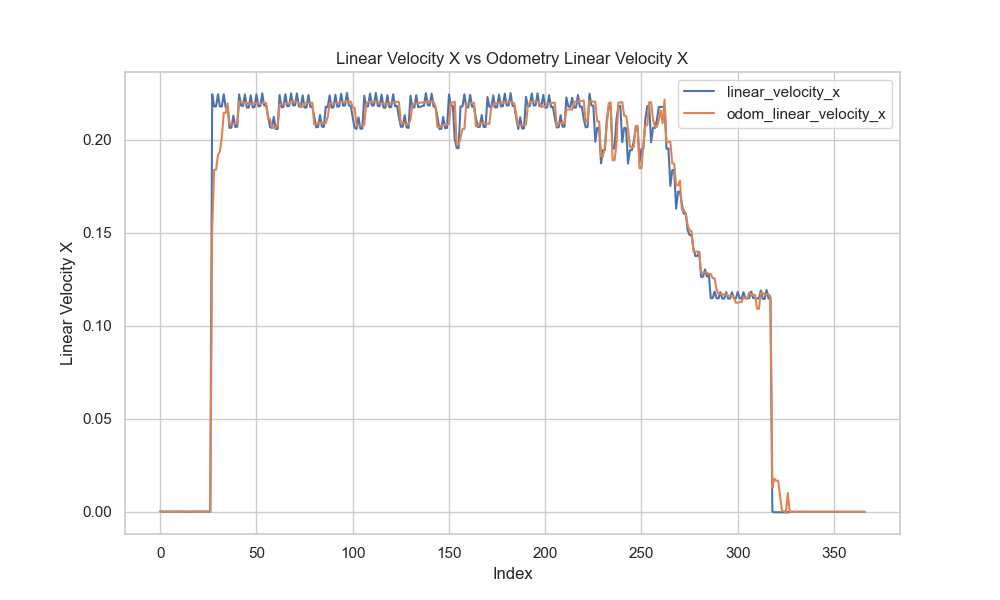 Linear Velocity X vs Odometry Linear Velocity X
linear_velocity_x
odom_linear_velocity_x
0.20
0.15
0.10
0.05
0.00
Linear Velocity X
0 50 100 150 200 250 300 350
Index